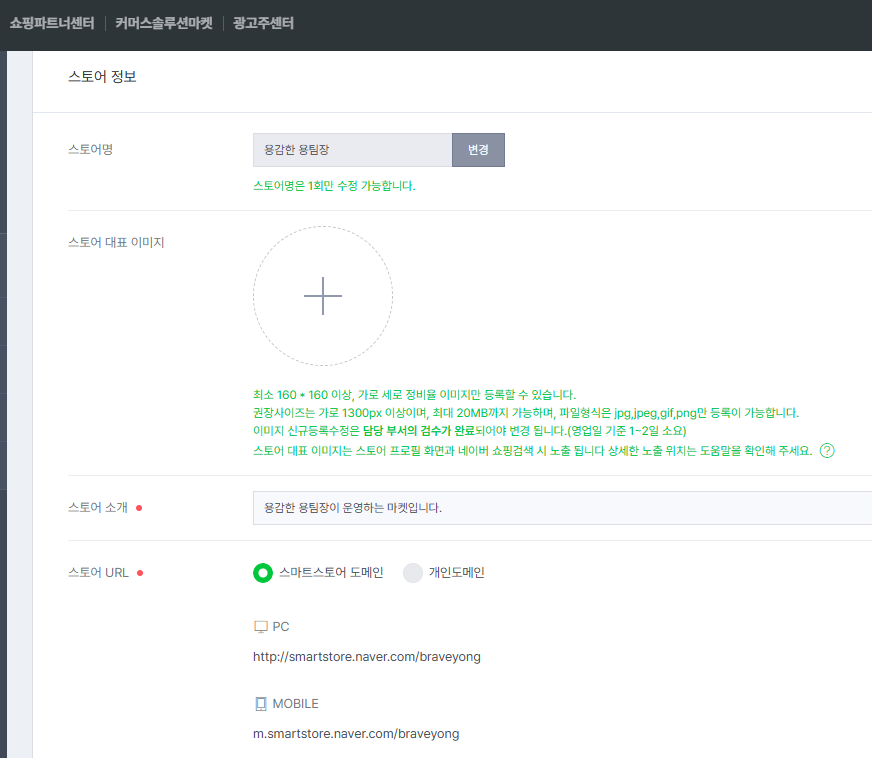 쇼핑파트너센터 커머스솔루션마켓 광고주센터
스토어 정보
스토어명
용감한 용팀장
변경
스토어명은 1회만 수정 가능합니다.
스토어 대표 이미지
최소 160 * 160 이상, 가로 세로 정비율 이미지만 등록할 수 있습니다.
권장사이즈는 가로 1300px 이상이며, 최대 20MB까지 가능하며, 파일형식은 jpg,jpeg,gif,png만 등록이 가능합니다.
이미지 신규등록수정은 담당 부서의 검수가 완료되어야 변경 됩니다.(영업일 기준 1~2일 소요)
스토어 대표 이미지는 스토어 프로필 화면과 네이버 쇼핑검색 시 노출 됩니다 상세한 노출 위치는 도움말을 확인해 주세요. ?
스토어 소개
용감한 용팀장이 운영하는 마켓입니다.
스토어 URL
스마트스토어 도메인 개인도메인
PC
http://smartstore.naver.com/braveyong
MOBILE
m.smartstore.naver.com/braveyong